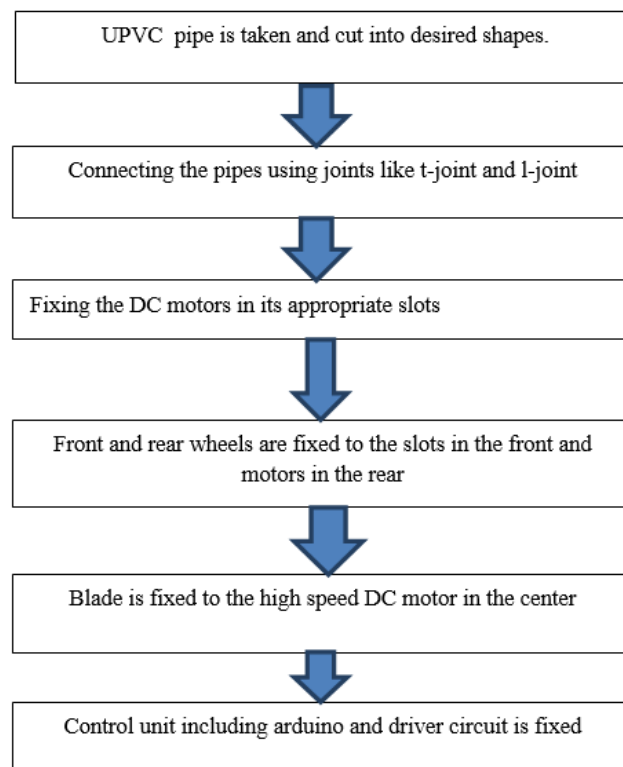 UPVC  pipe is taken and cut into desired shapes.
Connecting the pipes using joints like t-joint and l-joint
Fixing the DC motors in its appropriate slots
Front and rear wheels are fixed to the slots in the front and
motors in the rear
Blade is fixed to the high speed DC motor in the center
Control unit including arduino and driver circuit is fixed